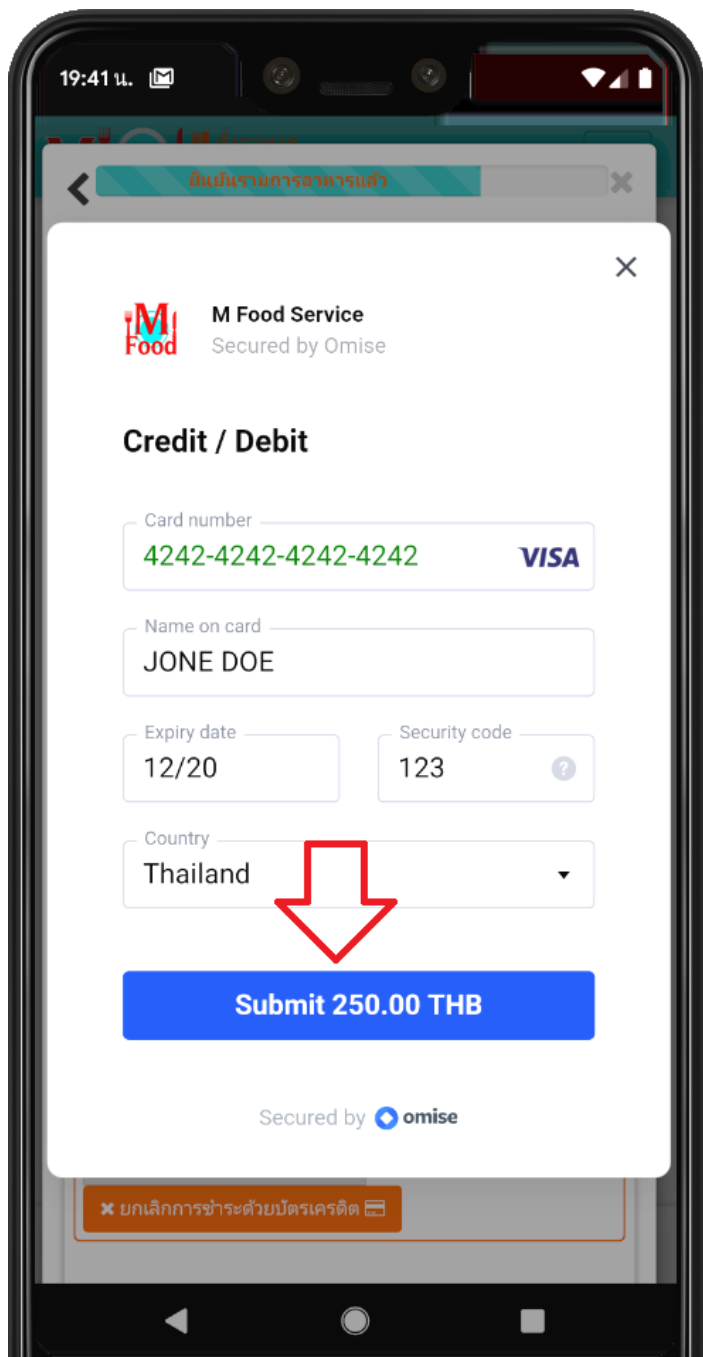 19:41 น.
ยืนยันรายการอาหารแล้ว
M Food
M Food Service
Secured by Omise
Credit / Debit
Card number
4242-4242-4242-4242
VISA
Name on card
JONE DOE
Expiry date
12/20
Security code
123
?
Country
Thailand
Submit 250.00 THB
Secured by omise
ยกเลิกการชำระด้วยบัตรเครดิต